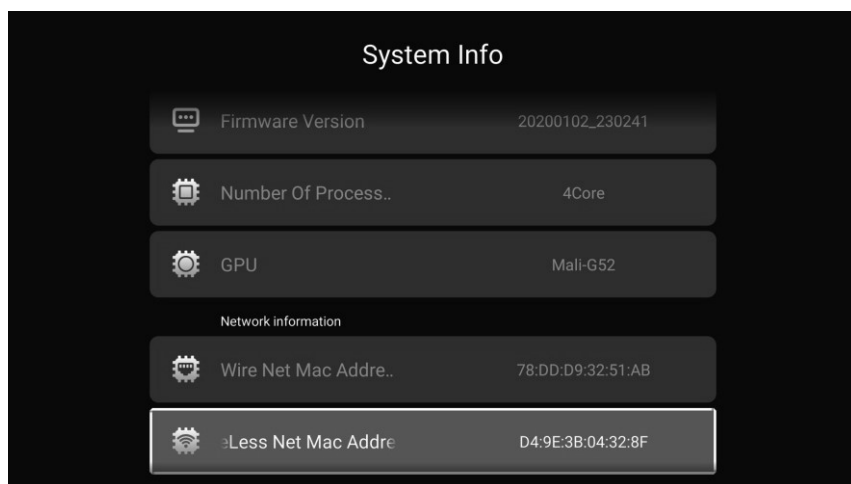 System Info
Firmware Version 20200102_230241
Number Of Process.. 4Core
GPU Mali-G52
Network information
Wire Net Mac Addre.. 78:DD:D9:32:51:AB
eLess Net Mac Addre D4:9E:3B:04:32:8F